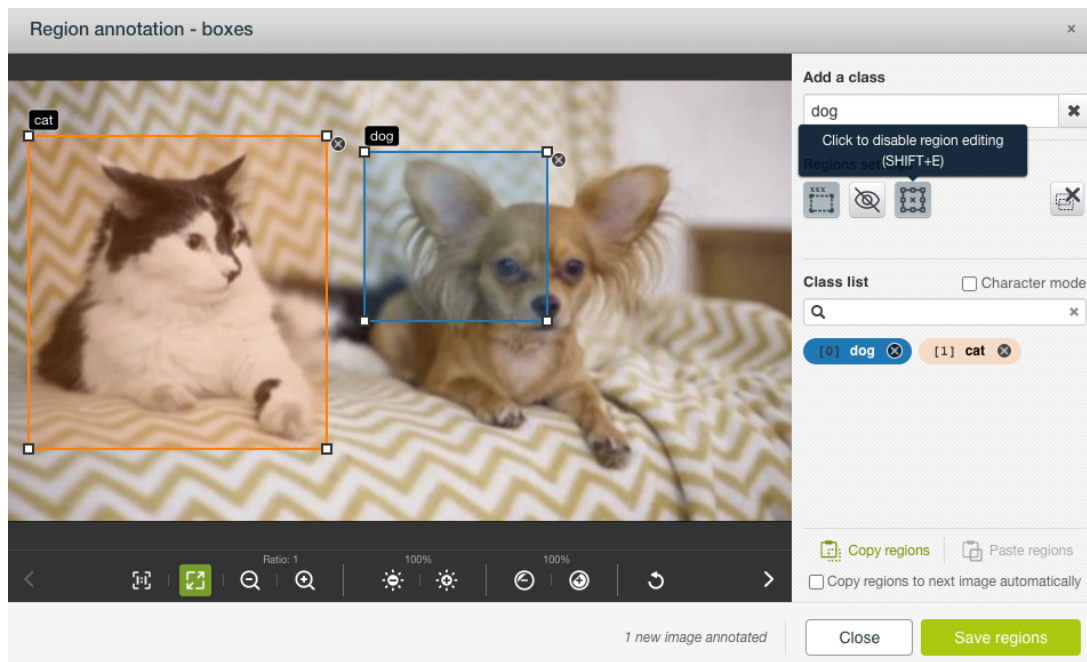 Region annotation - boxes
×
cat
dog
Add a class
dog
Click to disable region editing
(SHIFT+E)
xxx
Class list
Character mode
[0] dog
[1] cat
Ratio: 1
100%
100%
Copy regions
Paste regions
Copy regions to next image automatically
1 new image annotated
Close
Save regions